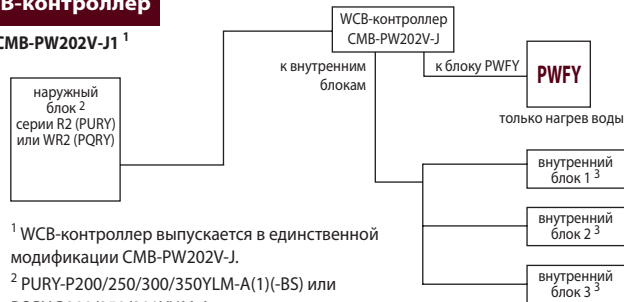 контроллер
CMB-PW202V-J1 ¹
WCB-контроллер
CMB-PW202V-J
к внутренним
блокам
к блоку PWFY
PWFY
только нагрев воды
наружный
блок ²
серии R2 (PURY)
или WR2 (PQRY)
внутренний
блок 1 ³
внутренний
блок 2 ³
внутренний
блок 3 ³
¹ WCB-контроллер выпускается в единственной
модификации CMB-PW202V-J.
² PURY-P200/250/300/350YLM-A(1)(-BS) или